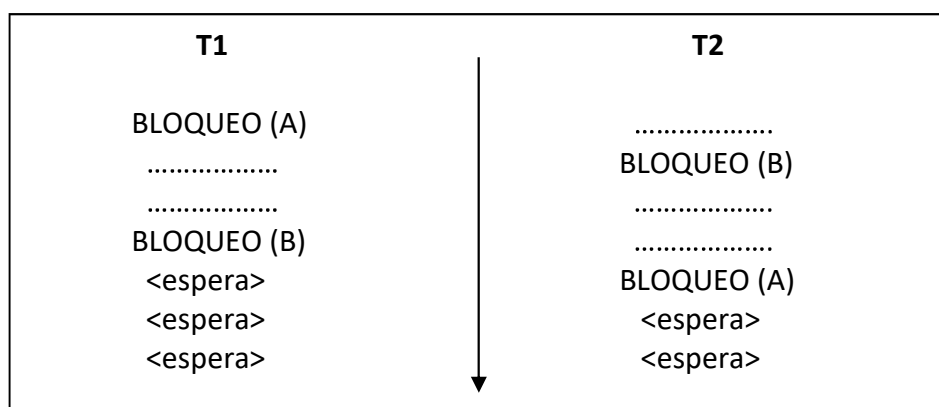 T1 T2
BLOQUEO (A) ...................
.................. BLOQUEO (B)
.................. ...................
BLOQUEO (B) ...................
<espera> BLOQUEO (A)
<espera> <espera>
<espera> <espera>